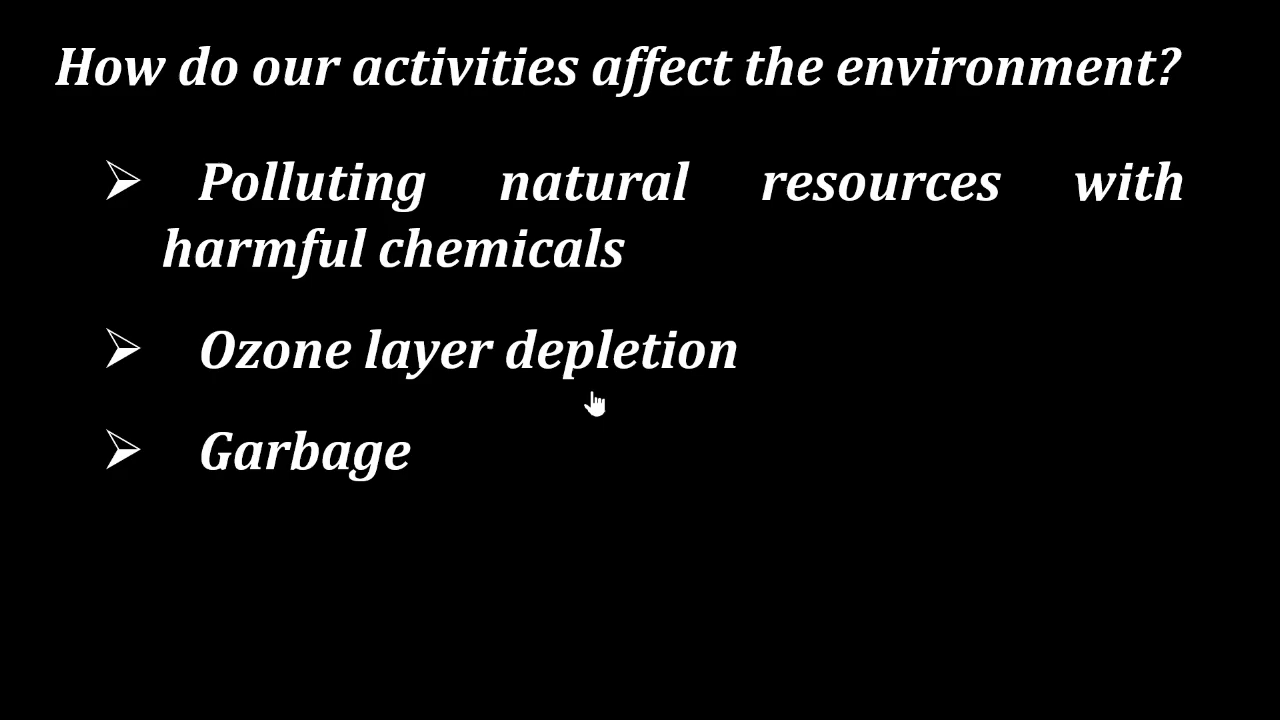 How do our activities affect the environment?
➢ Polluting natural resources with
harmful chemicals
➢ Ozone layer depletion
➢ Garbage